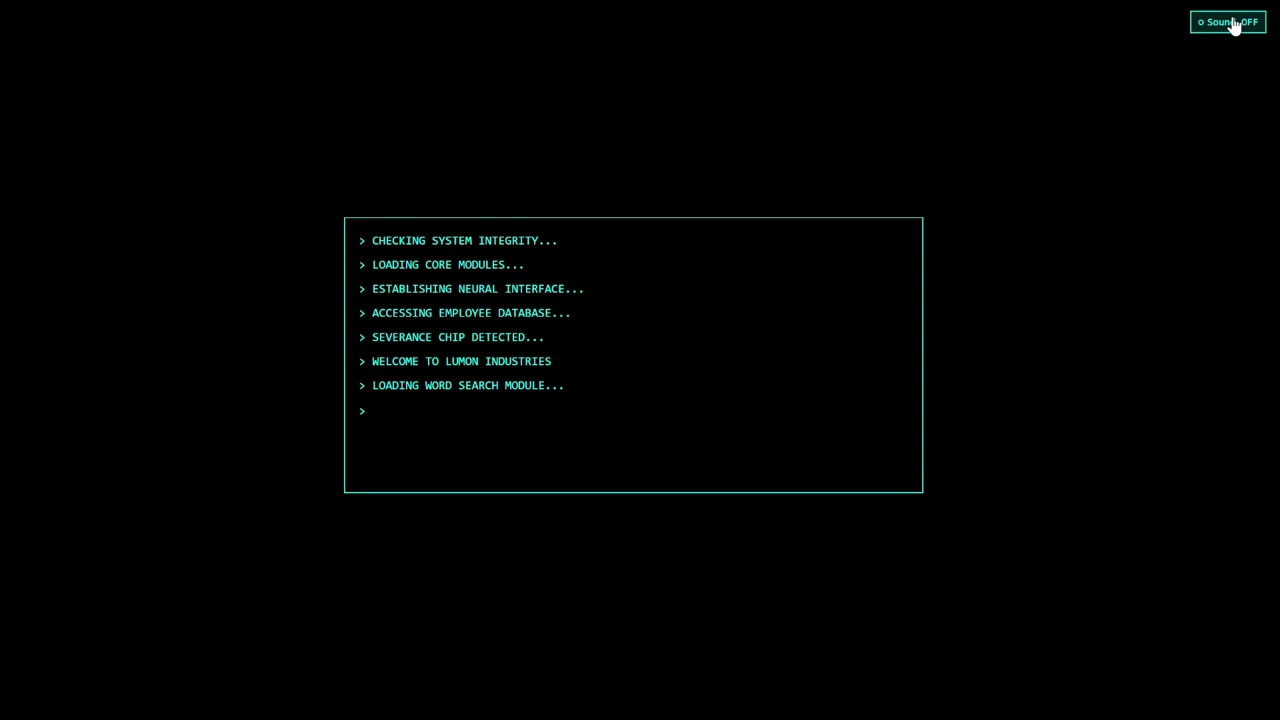 ○ Sound OFF
> CHECKING SYSTEM INTEGRITY...
> LOADING CORE MODULES...
> ESTABLISHING NEURAL INTERFACE...
> ACCESSING EMPLOYEE DATABASE...
> SEVERANCE CHIP DETECTED...
> WELCOME TO LUMON INDUSTRIES
> LOADING WORD SEARCH MODULE...
>